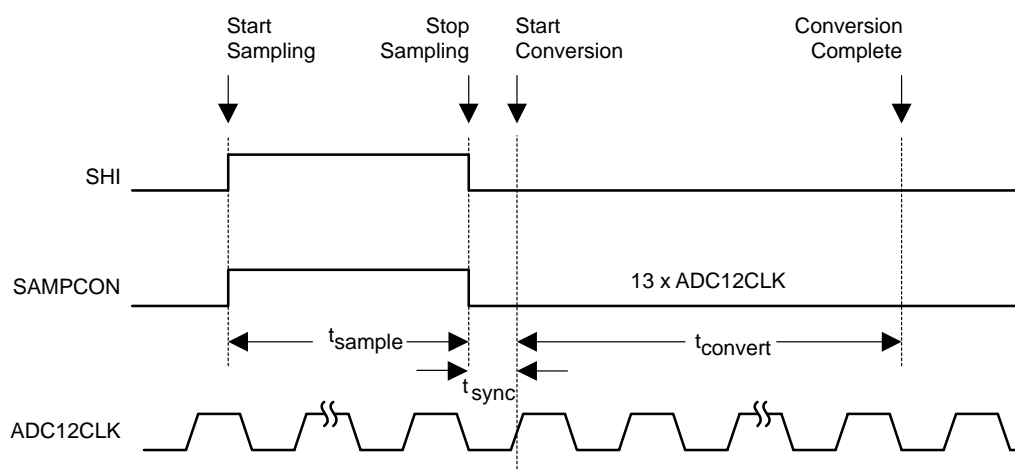 Start
Sampling
Stop
Sampling
Start
Conversion
Conversion
Complete
SHI
SAMPCON
13 x ADC12CLK
tsample
tconvert
tsync
ADC12CLK